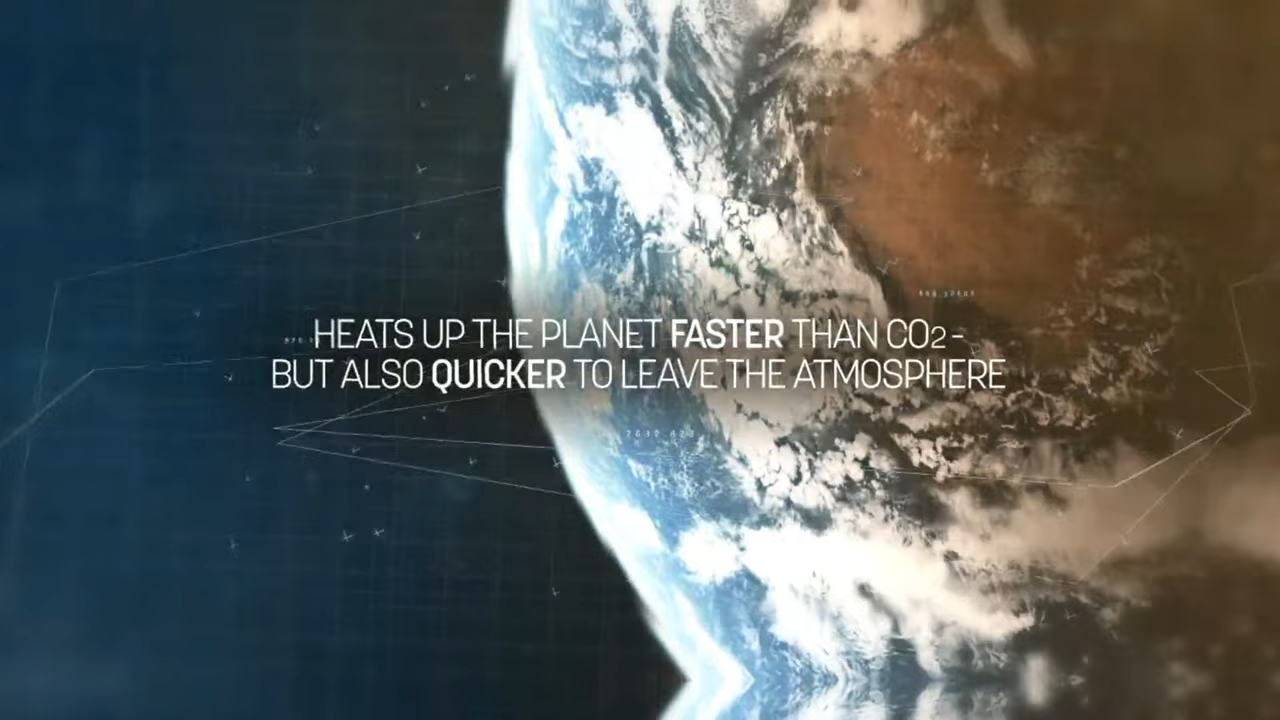 HEATS UP THE PLANET FASTER THAN CO2 -
BUT ALSO QUICKER TO LEAVE THE ATMOSPHERE